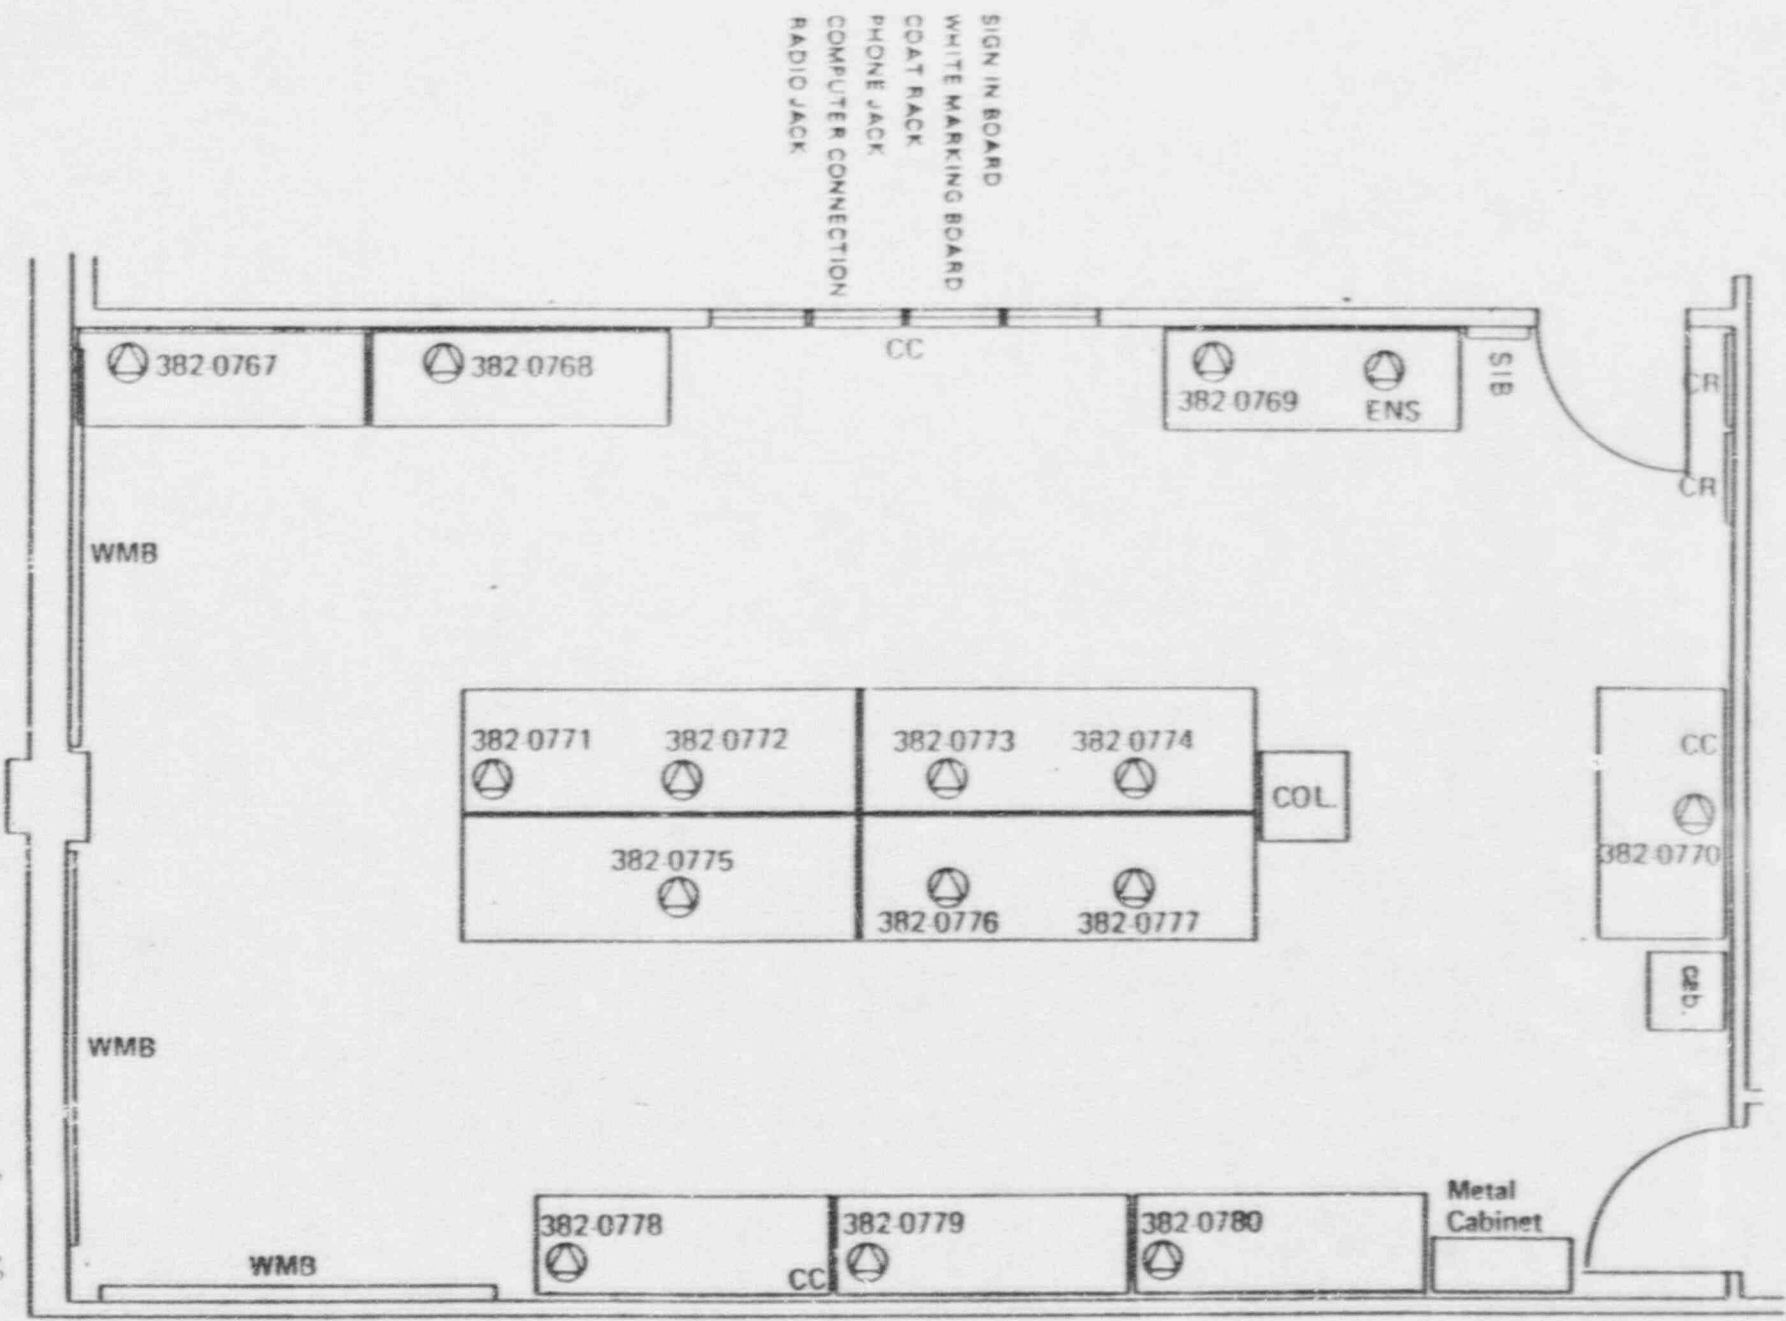 SIGN IN BOARD
WHITE MARKING BOARD
COAT RACK
PHONE JACK
COMPUTER CONNECTION
RADIO JACK
382-0767
382-0768
CC
382-0769
ENS
SIB
CR
CR
WMB
382-0771
382-0772
382-0773
382-0774
COL.
CC
382-0770
382-0775
382-0776
382-0777
WMB
WMB
382-0778
CC
382-0779
382-0780
Metal
Cabinet